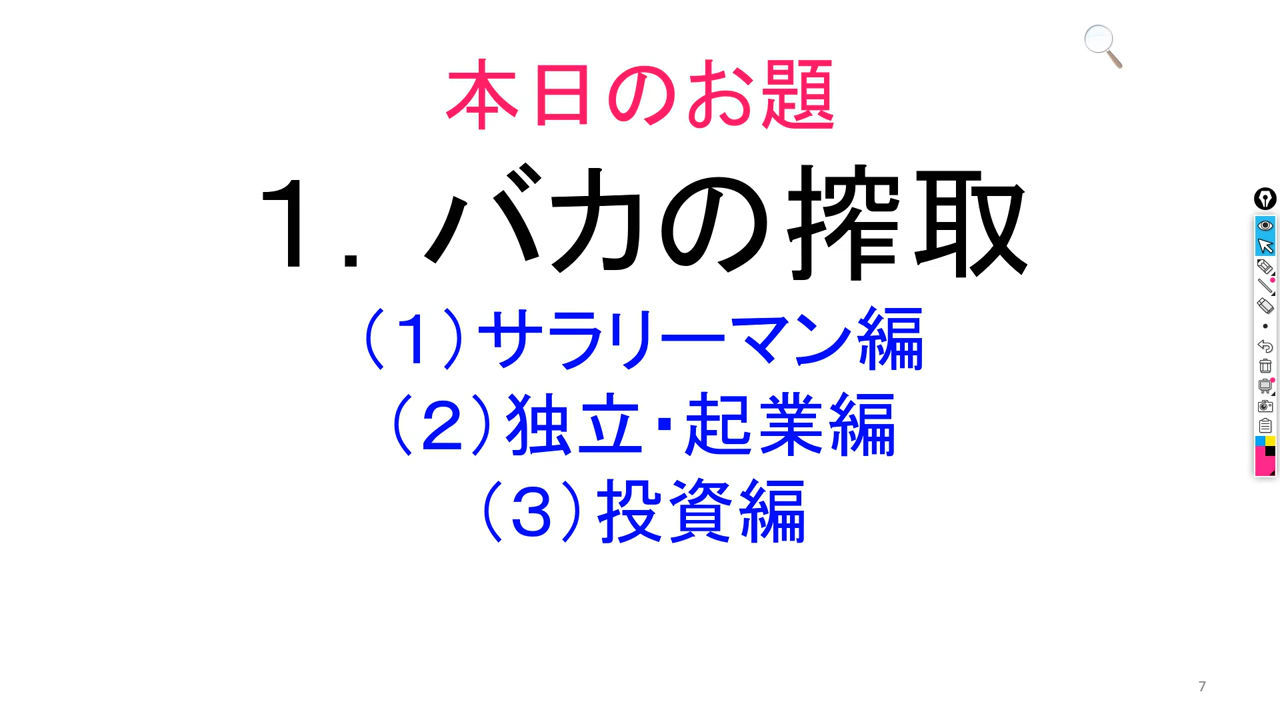 本日のお題
１．バカの搾取
（１）サラリーマン編
（２）独立・起業編
（３）投資編
7